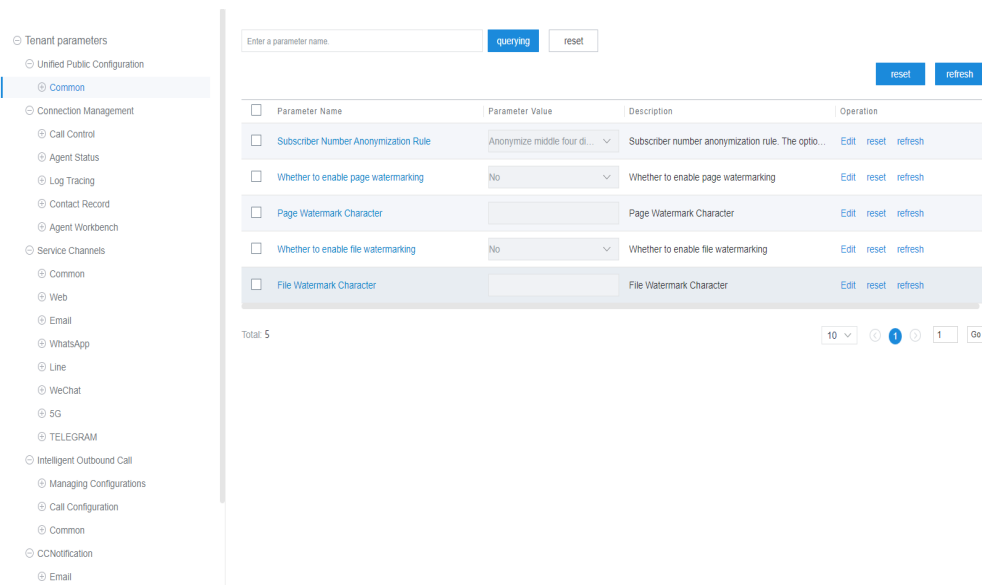 Tenant parameters
Unified Public Configuration
Common
Connection Management
Call Control
Agent Status
Log Tracing
Contact Record
Agent Workbench
Service Channels
Common
Web
Email
WhatsApp
Line
WeChat
5G
TELEGRAM
Intelligent Outbound Call
Managing Configurations
Call Configuration
Common
CCNotification
Email
Enter a parameter name. querying reset
reset refresh
Parameter Name Parameter Value Description Operation
Subscriber Number Anonymization Rule Anonymize middle four di... Subscriber number anonymization rule. The optio... Edit reset refresh
Whether to enable page watermarking No Whether to enable page watermarking Edit reset refresh
Page Watermark Character Page Watermark Character Edit reset refresh
Whether to enable file watermarking No Whether to enable file watermarking Edit reset refresh
File Watermark Character File Watermark Character Edit reset refresh
Total: 5 10 1 1 Go